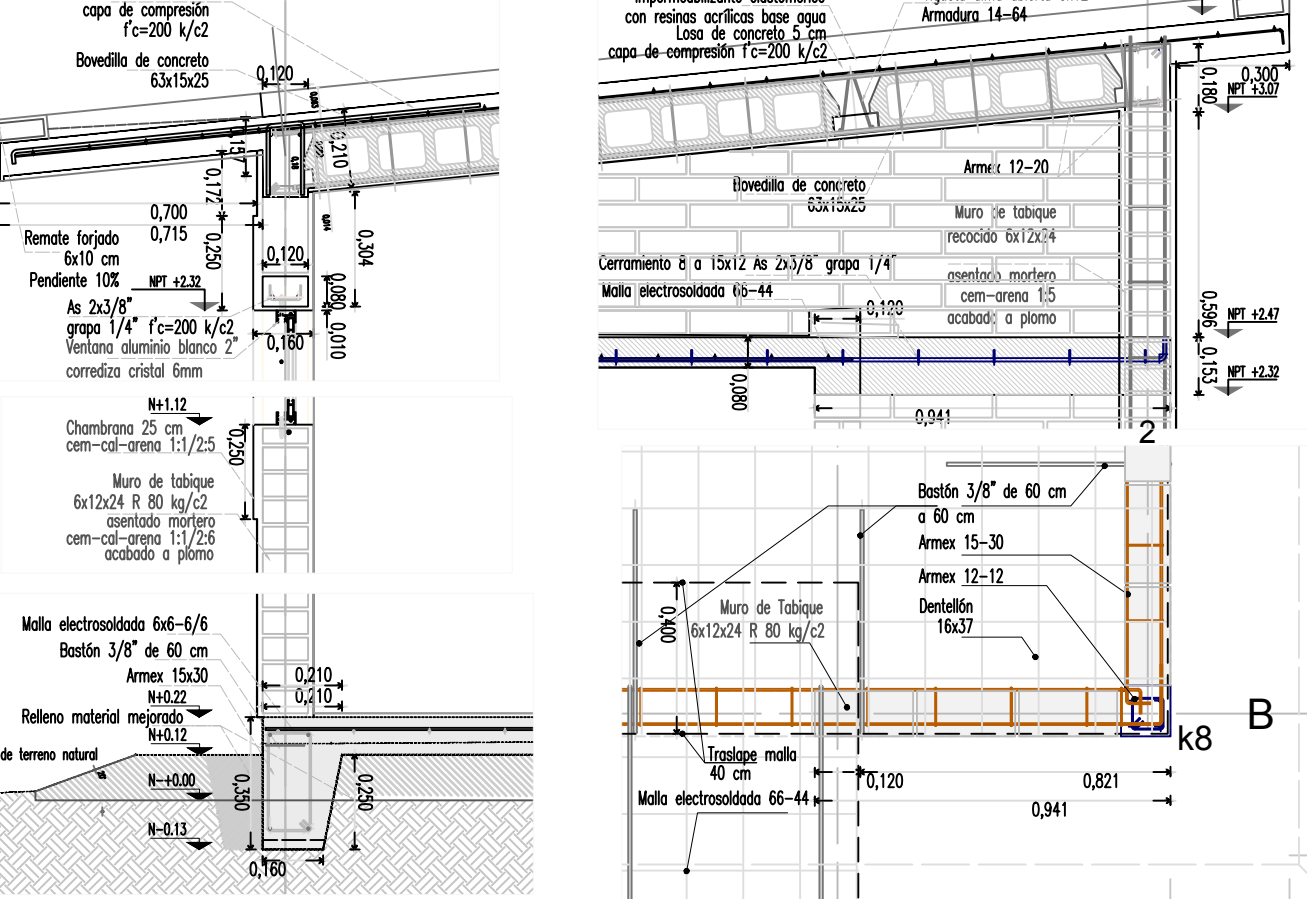 capa de compresión
f'c=200 k/c2
Bovedilla de concreto
63x15x25
0,120
0,210
0,172
0,700
0,715
0,250
0,304
Remate forjado
6x10 cm
Pendiente 10%
NPT +2.32
0,120
0,080
As 2x3/8"
grapa 1/4" f'c=200 k/c2
0,160
0,010
Ventana aluminio blanco 2"
corrediza cristal 6mm
N+1.12
Chambrana 25 cm
cem-cal-arena 1:1/2:5
0,250
Muro de tabique
6x12x24 R 80 kg/c2
asentado mortero
cem-cal-arena 1:1/2:6
acabado a plomo
Malla electrosoldada 6x6-6/6
Bastón 3/8" de 60 cm
Armex 15x30
0,210
0,210
N+0.22
Relleno material mejorado
N+0.12
de terreno natural
N-+0.00
0,350
0,250
N-0.13
0,160
con resinas acrílicas base agua
Losa de concreto 5 cm
capa de compresión f'c=200 k/c2
Armadura 14-64
0,180
0,300
NPT +3.07
Armex 12-20
Bovedilla de concreto
63x15x25
Muro de tabique
recocido 6x12x24
Cerramiento 8 a 15x12 As 2x3/8" grapa 1/4"
Malla electrosoldada 66-44
asentado mortero
cem-arena 1:5
acabado a plomo
0,120
0,596
NPT +2.47
0,080
0,153
NPT +2.32
0,941
2
Bastón 3/8" de 60 cm
a 60 cm
Armex 15-30
Armex 12-12
Dentellón
16x37
0,400
Muro de Tabique
6x12x24 R 80 kg/c2
B
k8
Traslape malla
40 cm
0,120
0,821
Malla electrosoldada 66-44
0,941